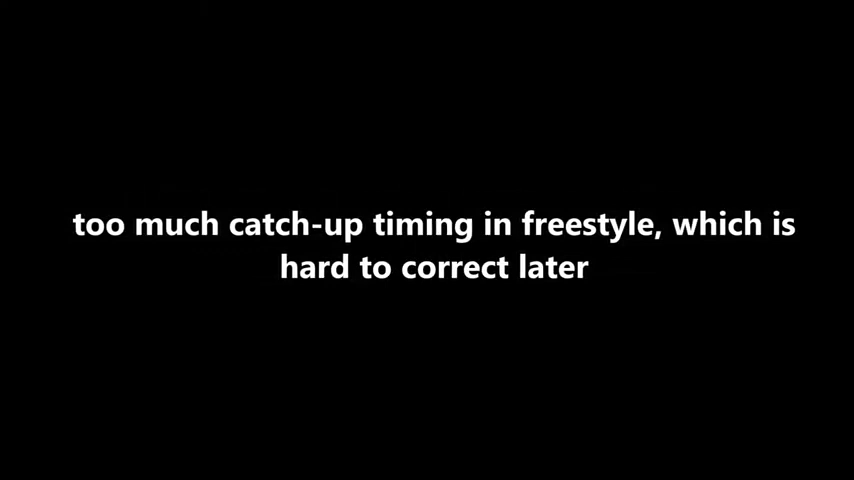 too much catch-up timing in freestyle, which is
hard to correct later